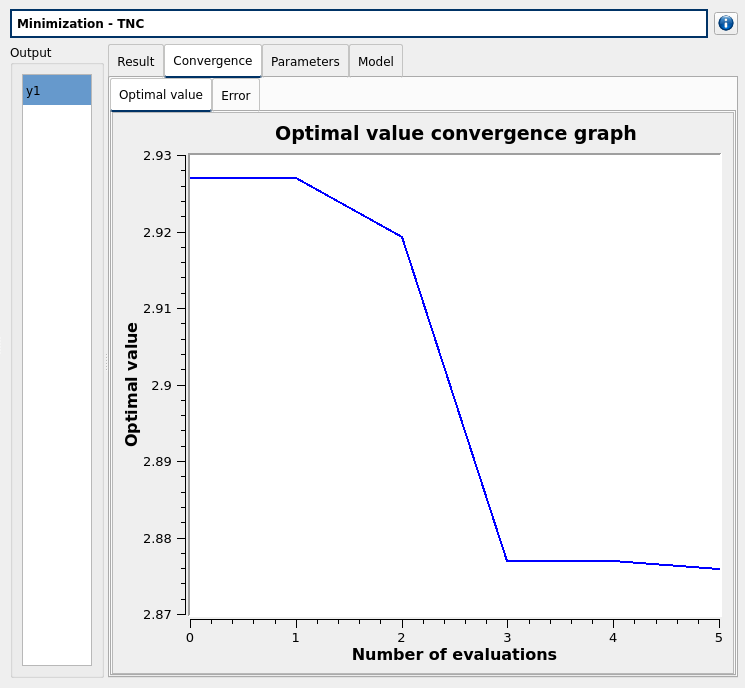 Minimization - TNC
Output
y1
Result
Convergence
Parameters
Model
Optimal value
Error
Optimal value convergence graph
2.93
2.92
2.91
2.9
2.89
2.88
2.87
Optimal value
0 1 2 3 4 5
Number of evaluations